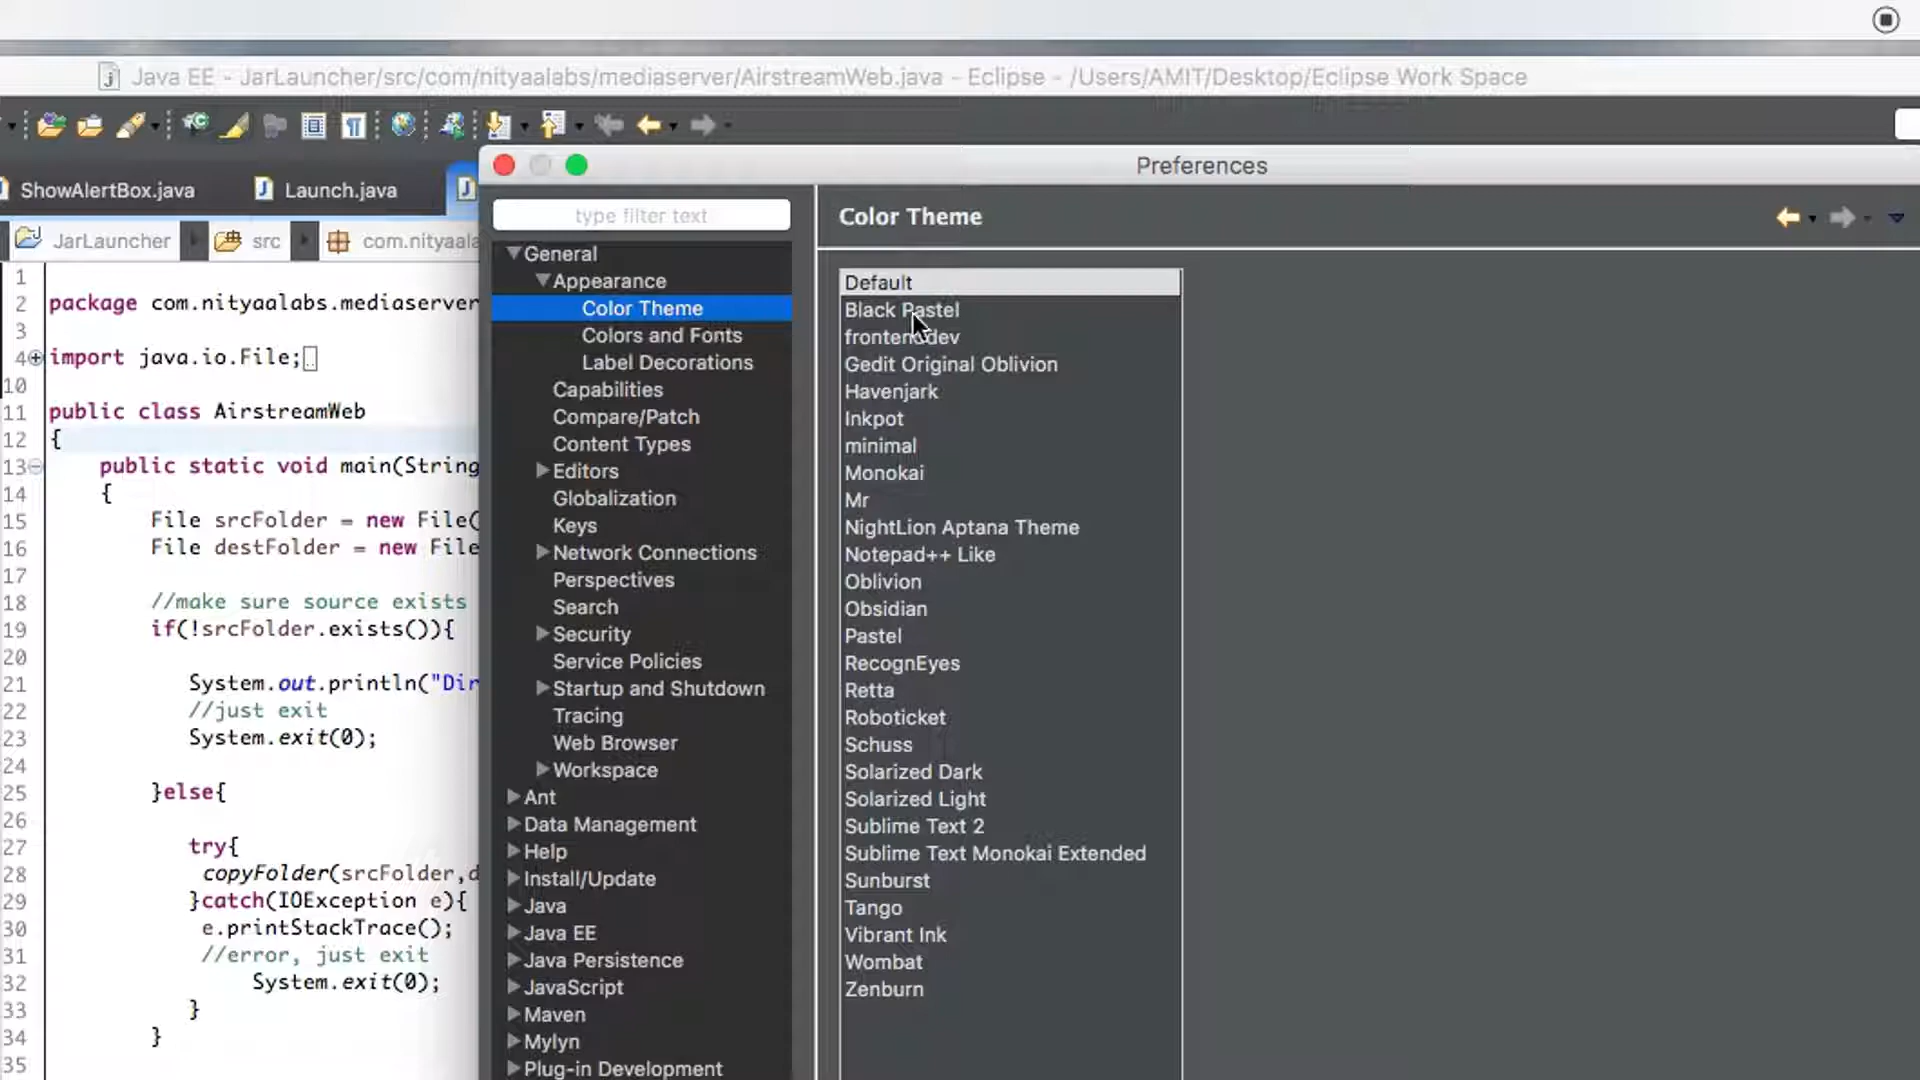 Java EE - JarLauncher/src/com/nityaalabs/mediaserver/AirstreamWeb.java - Eclipse - /Users/AMIT/Desktop/Eclipse Work Space
ShowAlertBox.java
Launch.java
JarLauncher
src
com.nityaala
1
2 package com.nityaalabs.mediaserver
3
4 import java.io.File;
10
11 public class AirstreamWeb
12 {
13 public static void main(String
14 {
15 File srcFolder = new File(
16 File destFolder = new File
17
18 //make sure source exists
19 if(!srcFolder.exists()){
20
21 System.out.println("Dir
22 //just exit
23 System.exit(0);
24
25 }else{
26
27 try{
28 copyFolder(srcFolder,d
29 }catch(IOException e){
30 e.printStackTrace();
31 //error, just exit
32 System.exit(0);
33 }
34 }
35
Preferences
type filter text
General
Appearance
Color Theme
Colors and Fonts
Label Decorations
Capabilities
Compare/Patch
Content Types
Editors
Globalization
Keys
Network Connections
Perspectives
Search
Security
Service Policies
Startup and Shutdown
Tracing
Web Browser
Workspace
Ant
Data Management
Help
Install/Update
Java
Java EE
Java Persistence
JavaScript
Maven
Mylyn
Plug-in Development
Color Theme
Default
Black Pastel
frontenddev
Gedit Original Oblivion
Havenjark
Inkpot
minimal
Monokai
Mr
NightLion Aptana Theme
Notepad++ Like
Oblivion
Obsidian
Pastel
RecognEyes
Retta
Roboticket
Schuss
Solarized Dark
Solarized Light
Sublime Text 2
Sublime Text Monokai Extended
Sunburst
Tango
Vibrant Ink
Wombat
Zenburn